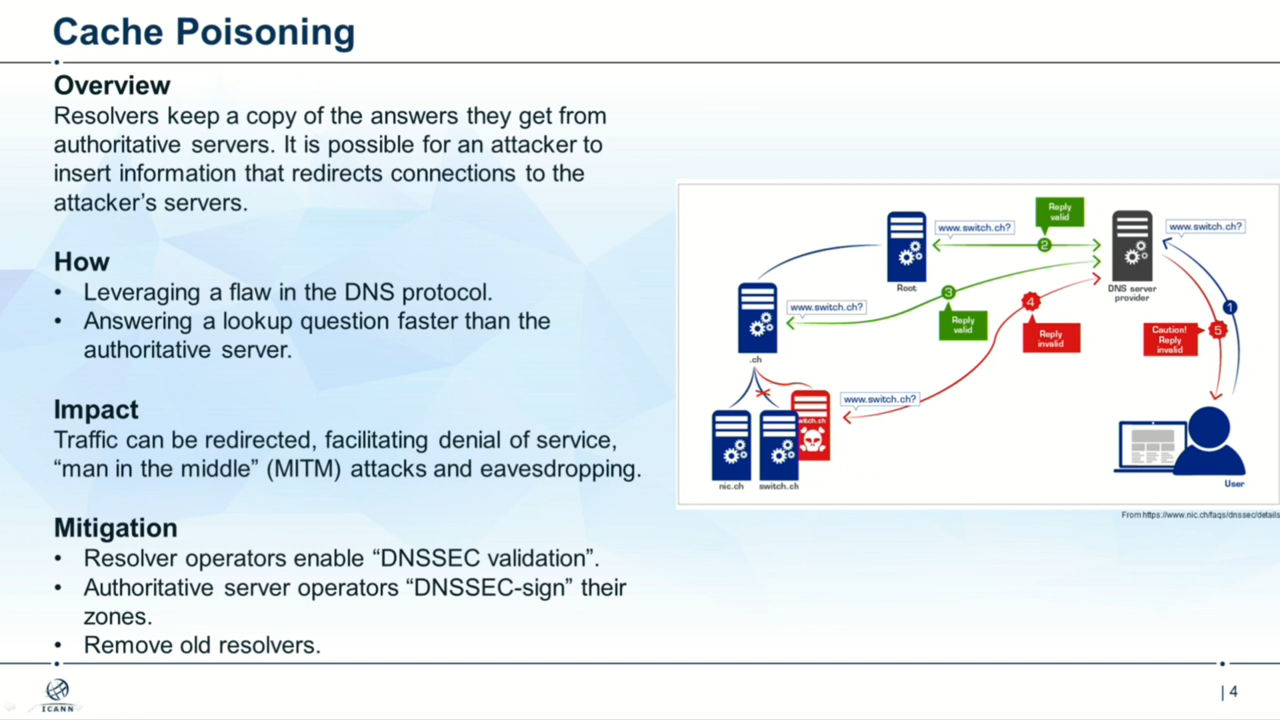 Cache Poisoning
Overview
Resolvers keep a copy of the answers they get from
authoritative servers. It is possible for an attacker to
insert information that redirects connections to the
attacker’s servers.
How
• Leveraging a flaw in the DNS protocol.
• Answering a lookup question faster than the
authoritative server.
Impact
Traffic can be redirected, facilitating denial of service,
“man in the middle” (MITM) attacks and eavesdropping.
Mitigation
• Resolver operators enable “DNSSEC validation”.
• Authoritative server operators “DNSSEC-sign” their
zones.
• Remove old resolvers.
Reply
valid
www.switch.ch?
2
www.switch.ch?
Root
DNS server
provider
www.switch.ch?
3
Reply
valid
4
Reply
invalid
1
Caution!
Reply
invalid
5
.ch
www.switch.ch?
witch.ch
nic.ch
switch.ch
User
From https://www.nic.ch/faqs/dnssec/details
ICANN
| 4